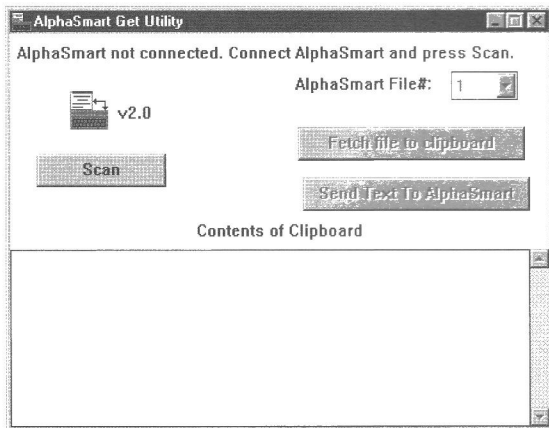 AlphaSmart Get Utility
AlphaSmart not connected. Connect AlphaSmart and press Scan.
AlphaSmart File#: 1
v2.0
Fetch file to clipboard
Scan
Send Text To AlphaSmart
Contents of Clipboard